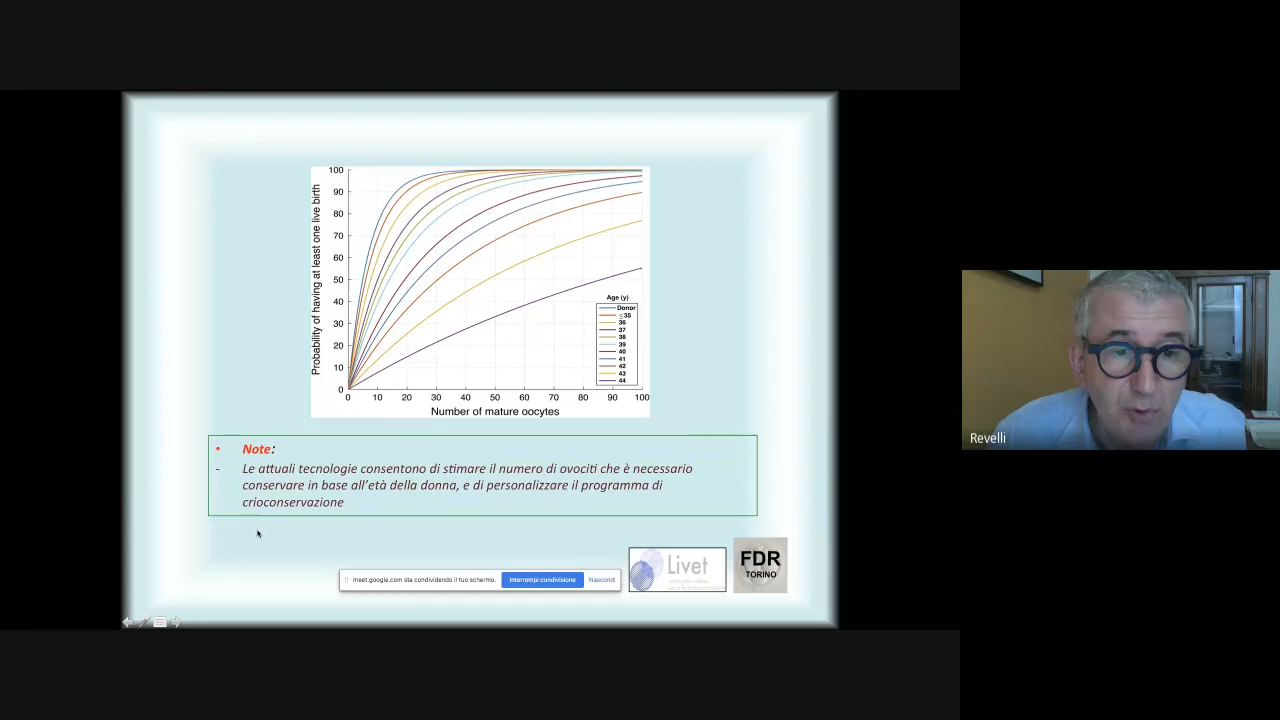 Probability of having at least one live birth
100
90
80
70
60
50
40
30
20
10
0
0 10 20 30 40 50 60 70 80 90 100
Number of mature oocytes
Age (y)
Donor
≤35
36
37
38
39
40
41
42
43
44
• Note:
- Le attuali tecnologie consentono di stimare il numero di ovociti che è necessario
conservare in base all'età della donna, e di personalizzare il programma di
crioconservazione
meet.google.com sta condividendo il tuo schermo. Interrompi condivisione Nascondi
Livet
FDR
TORINO
Revelli